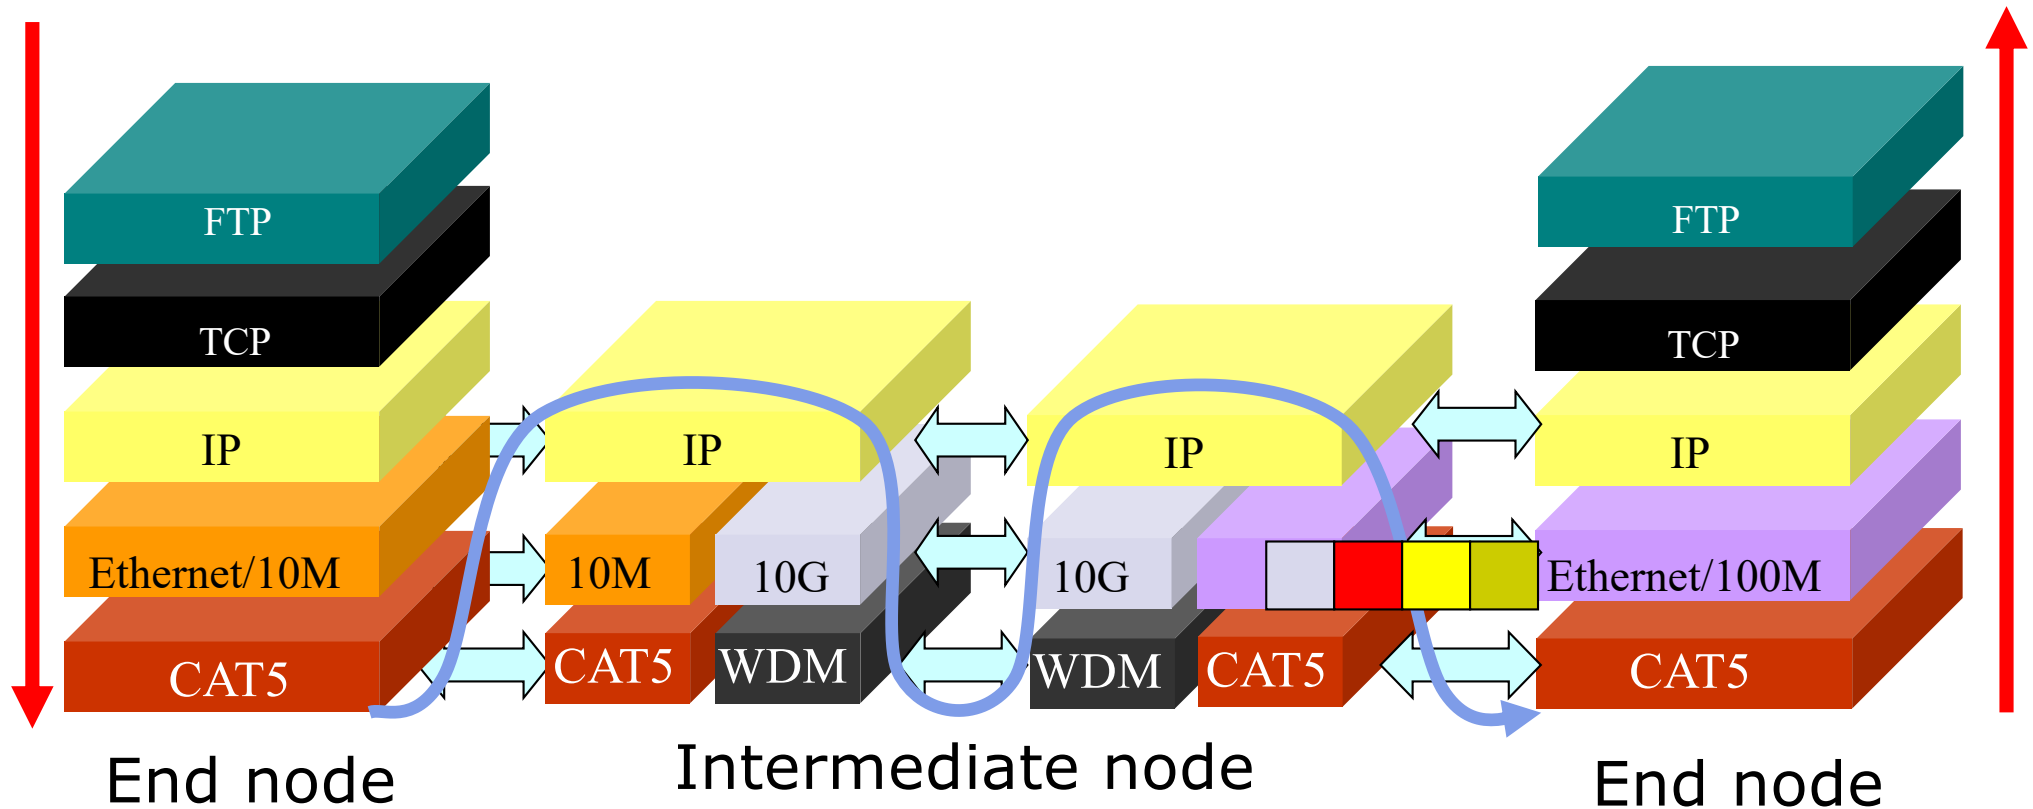 FTP
TCP
IP
Ethernet/10M
CAT5
End node
IP
10M
10G
CAT5
WDM
IP
10G
WDM
CAT5
Intermediate node
FTP
TCP
IP
Ethernet/100M
CAT5
End node